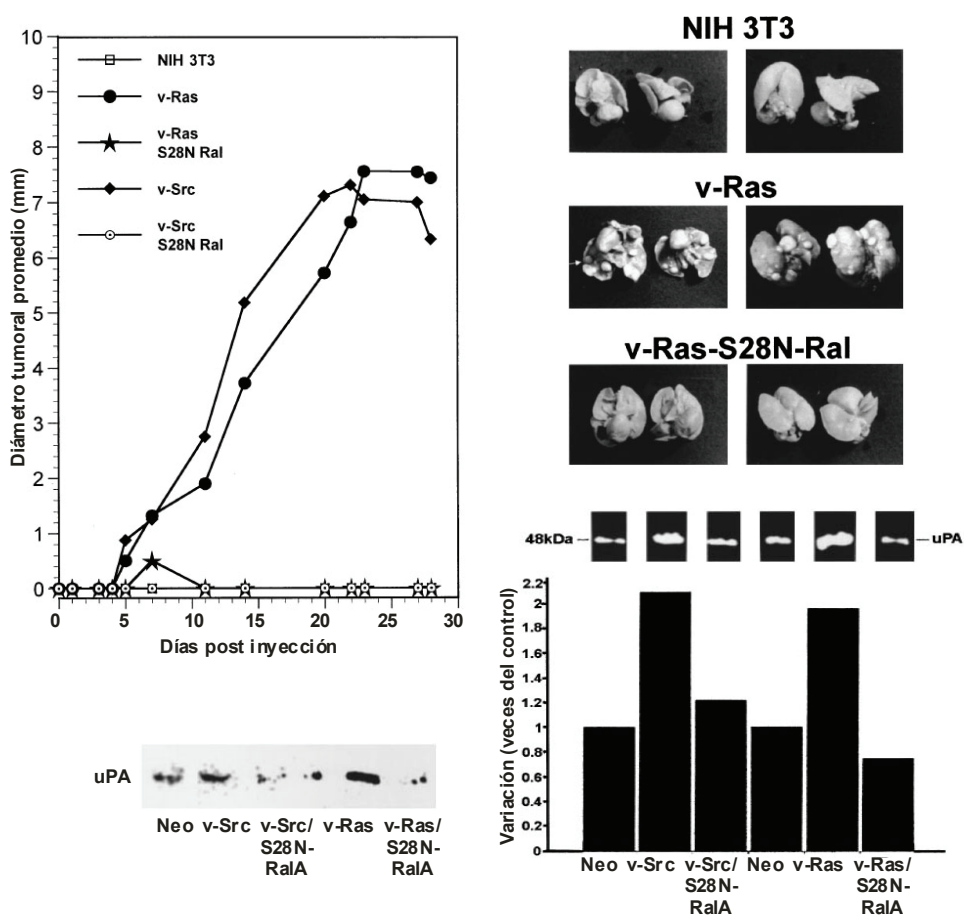 10
9
8
7
6
5
4
3
2
1
0
Diámetro tumoral promedio (mm)
NIH 3T3
v-Ras
v-Ras
S28N Ral
v-Src
v-Src
S28N Ral
0 5 10 15 20 25 30
Días post inyección
uPA
Neo v-Src v-Src/ v-Ras v-Ras/
S28N- S28N-
RalA RalA
NIH 3T3
v-Ras
v-Ras-S28N-Ral
48kDa uPA
Variación (veces del control)
2.2
2
1.8
1.6
1.4
1.2
1
0.8
0.6
0.4
0.2
0
Neo v-Src v-Src/ Neo v-Ras v-Ras/
S28N- S28N-
RalA RalA